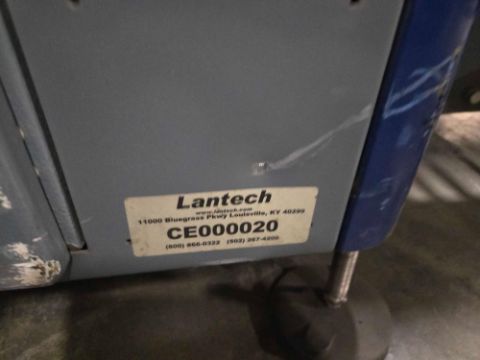 Lantech
www.lantech.com
11000 Bluegrass Pkwy Louisville, KY 40299
CE000020
(800) 866-0322 (502) 267-4200